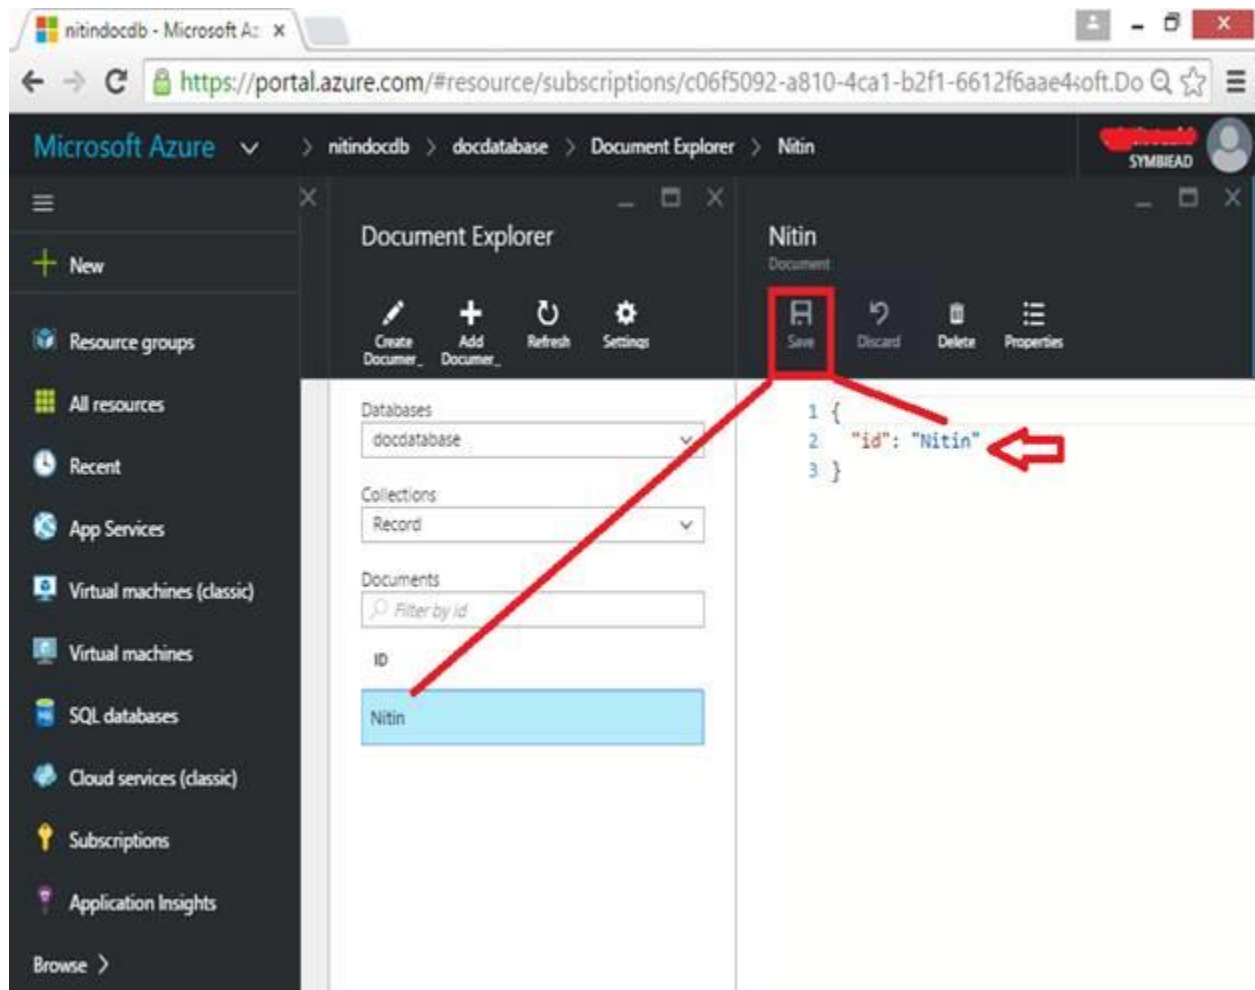 nitindocdb - Microsoft Az
https://portal.azure.com/#resource/subscriptions/c06f5092-a810-4ca1-b2f1-6612f6aae4soft.Do
Microsoft Azure > nitindocdb > docdatabase > Document Explorer > Nitin
SYMBIEAD
New
Resource groups
All resources
Recent
App Services
Virtual machines (classic)
Virtual machines
SQL databases
Cloud services (classic)
Subscriptions
Application Insights
Browse >
Document Explorer
Create Documer_
Add Documer_
Refresh
Settings
Databases
docdatabase
Collections
Record
Documents
Filter by id
ID
Nitin
Nitin
Document
Save
Discard
Delete
Properties
1 {
2 "id": "Nitin"
3 }